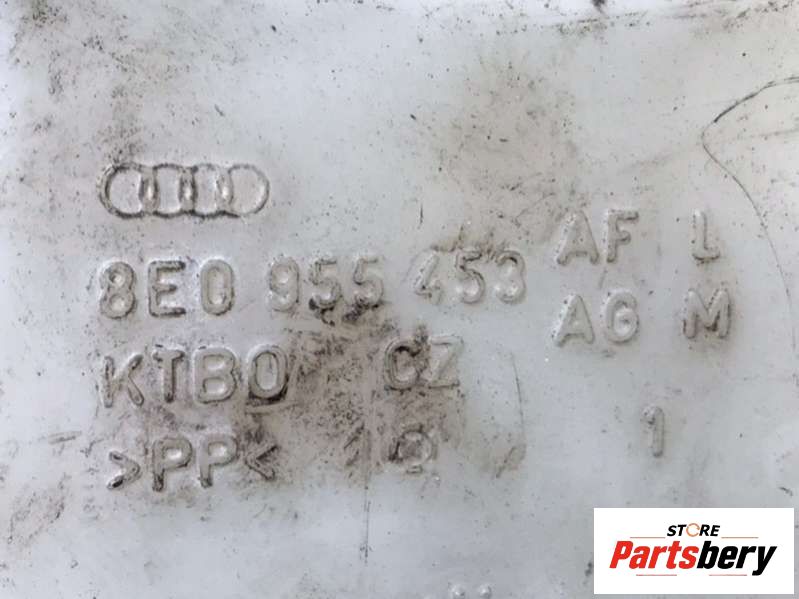 8E0 955 453 AF L
AG M
KTBO CZ
>PP< 1
STORE
Partsbery